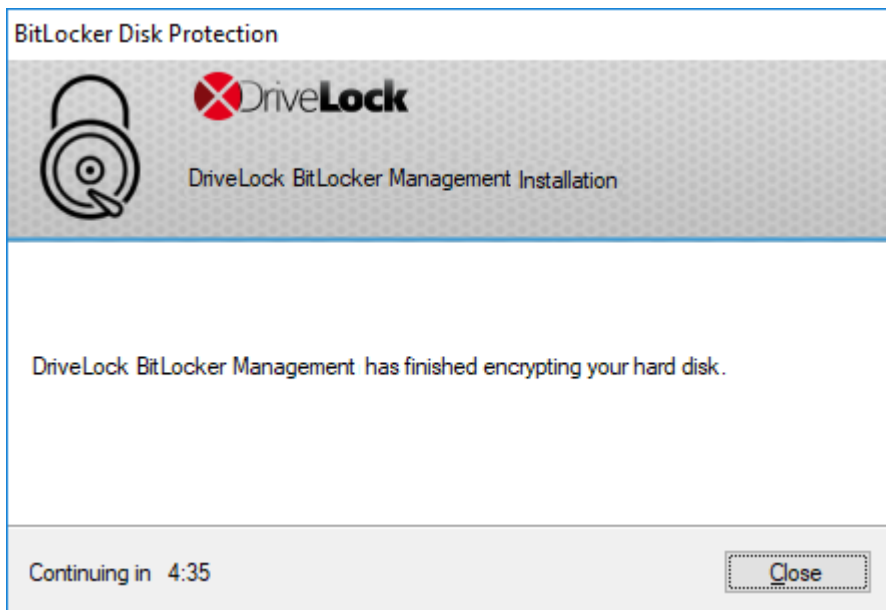 BitLocker Disk Protection
DriveLock
DriveLock BitLocker Management Installation
DriveLock BitLocker Management has finished encrypting your hard disk.
Continuing in 4:35
Close